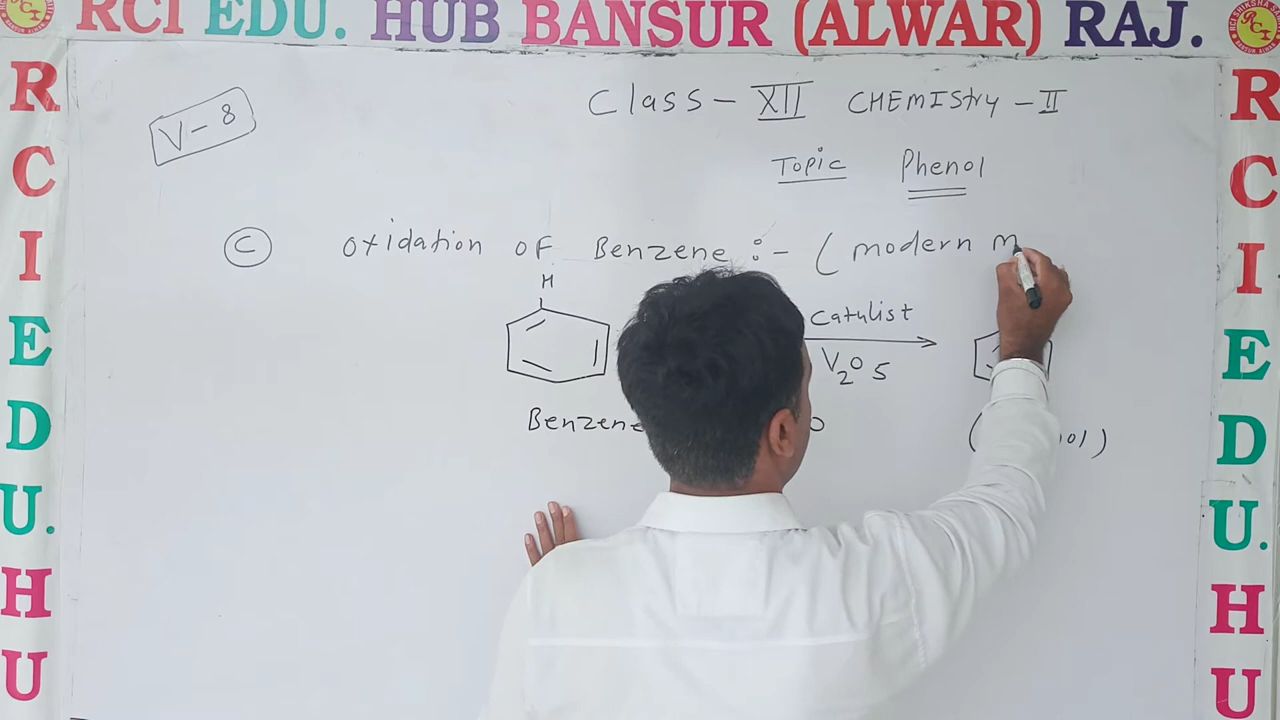 RCI EDU. HUB BANSUR (ALWAR) RAJ.
R
C
I
E
D
U.
H
U
R
C
I
E
D
U.
H
U
V-8
Class - XII CHEMIStry - II
Topic Phenol
C Oxidation OF Benzene :- ( modern m
H
Catylist
V2O5
Benzene